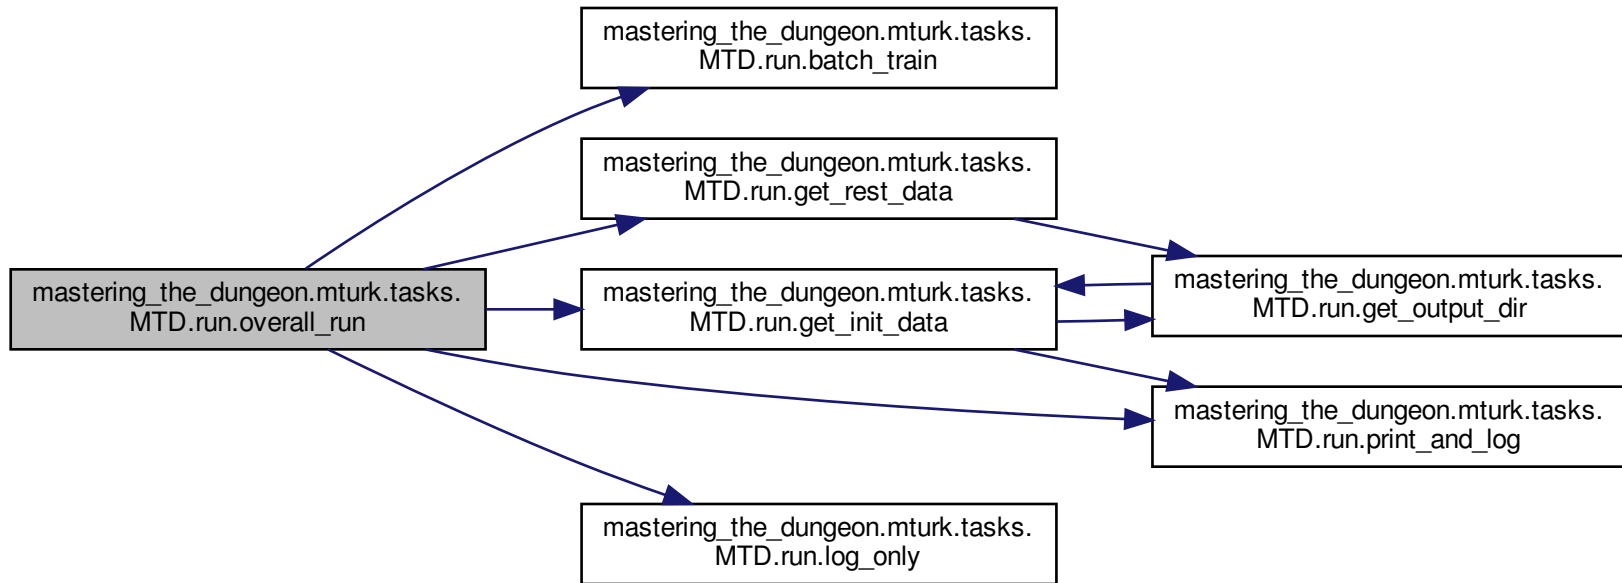 mastering_the_dungeon.mturk.tasks.
MTD.run.batch_train
mastering_the_dungeon.mturk.tasks.
MTD.run.get_rest_data
mastering_the_dungeon.mturk.tasks.
MTD.run.overall_run
mastering_the_dungeon.mturk.tasks.
MTD.run.get_init_data
mastering_the_dungeon.mturk.tasks.
MTD.run.get_output_dir
mastering_the_dungeon.mturk.tasks.
MTD.run.print_and_log
mastering_the_dungeon.mturk.tasks.
MTD.run.log_only